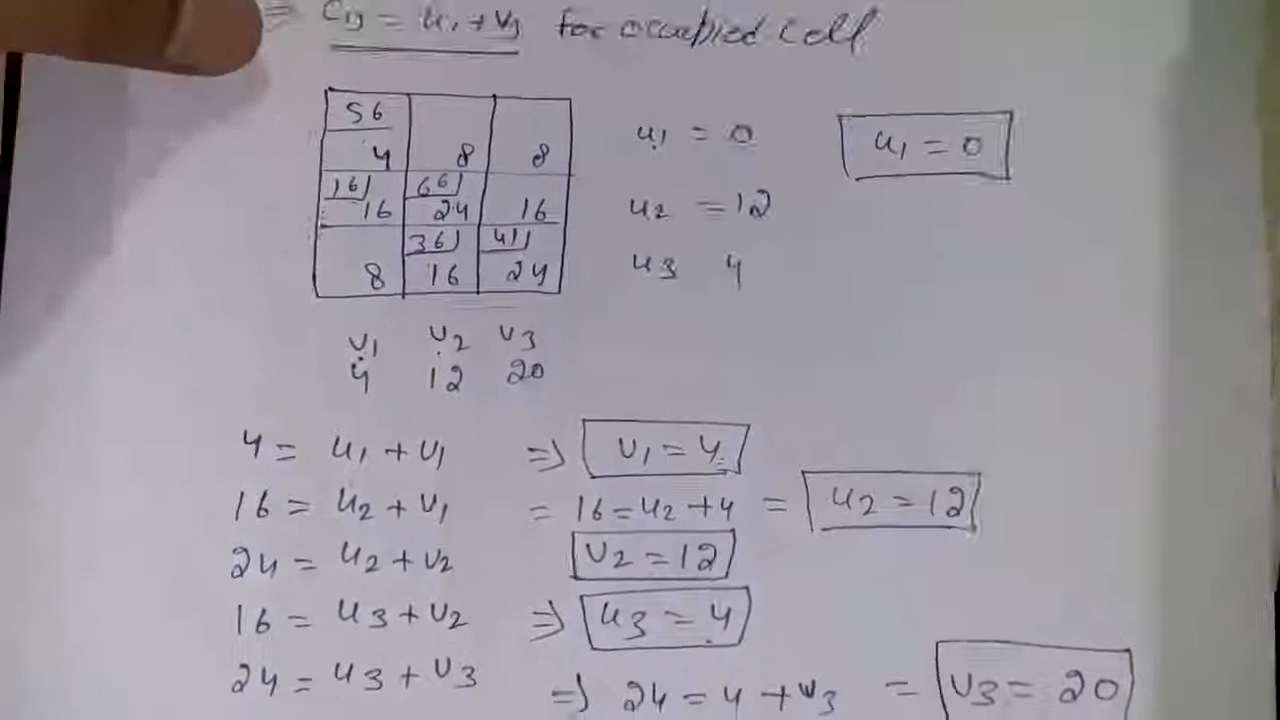 ⇒ Cij = ui + vj for occupied cell
56
4 8 8
16 66
16 24 16
36 41
8 16 24
u1 = 0
u2 = 12
u3 4
u1 = 0
v1 v2 v3
4 12 20
4 = u1 + v1 ⇒ v1 = 4
16 = u2 + v1 = 16 = u2 + 4 = u2 = 12
24 = u2 + v2 v2 = 12
16 = u3 + v2 ⇒ u3 = 4
24 = u3 + v3 ⇒ 24 = 4 + v3 = v3 = 20